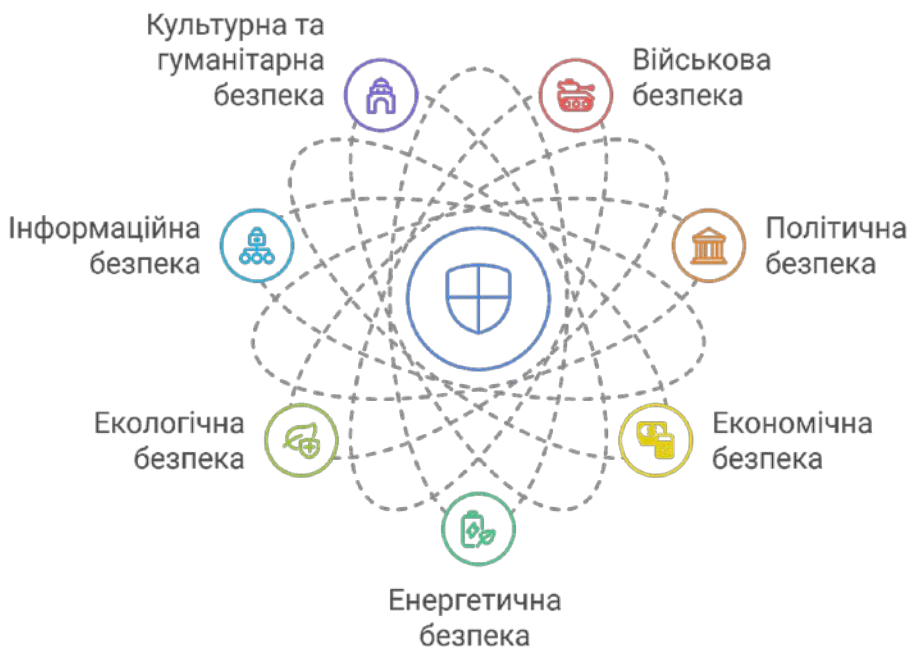 Культурна та
гуманітарна
безпека
Військова
безпека
Інформаційна
безпека
Політична
безпека
Екологічна
безпека
Економічна
безпека
Енергетична
безпека